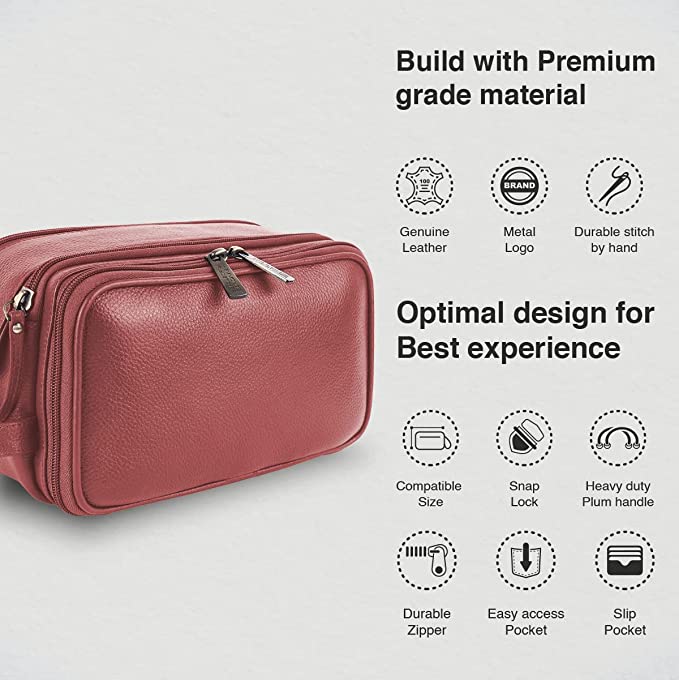 Build with Premium
grade material
100
BRAND
Genuine
Leather
Metal
Logo
Durable stitch
by hand
Optimal design for
Best experience
Compatible
Size
Snap
Lock
Heavy duty
Plum handle
Durable
Zipper
Easy access
Pocket
Slip
Pocket